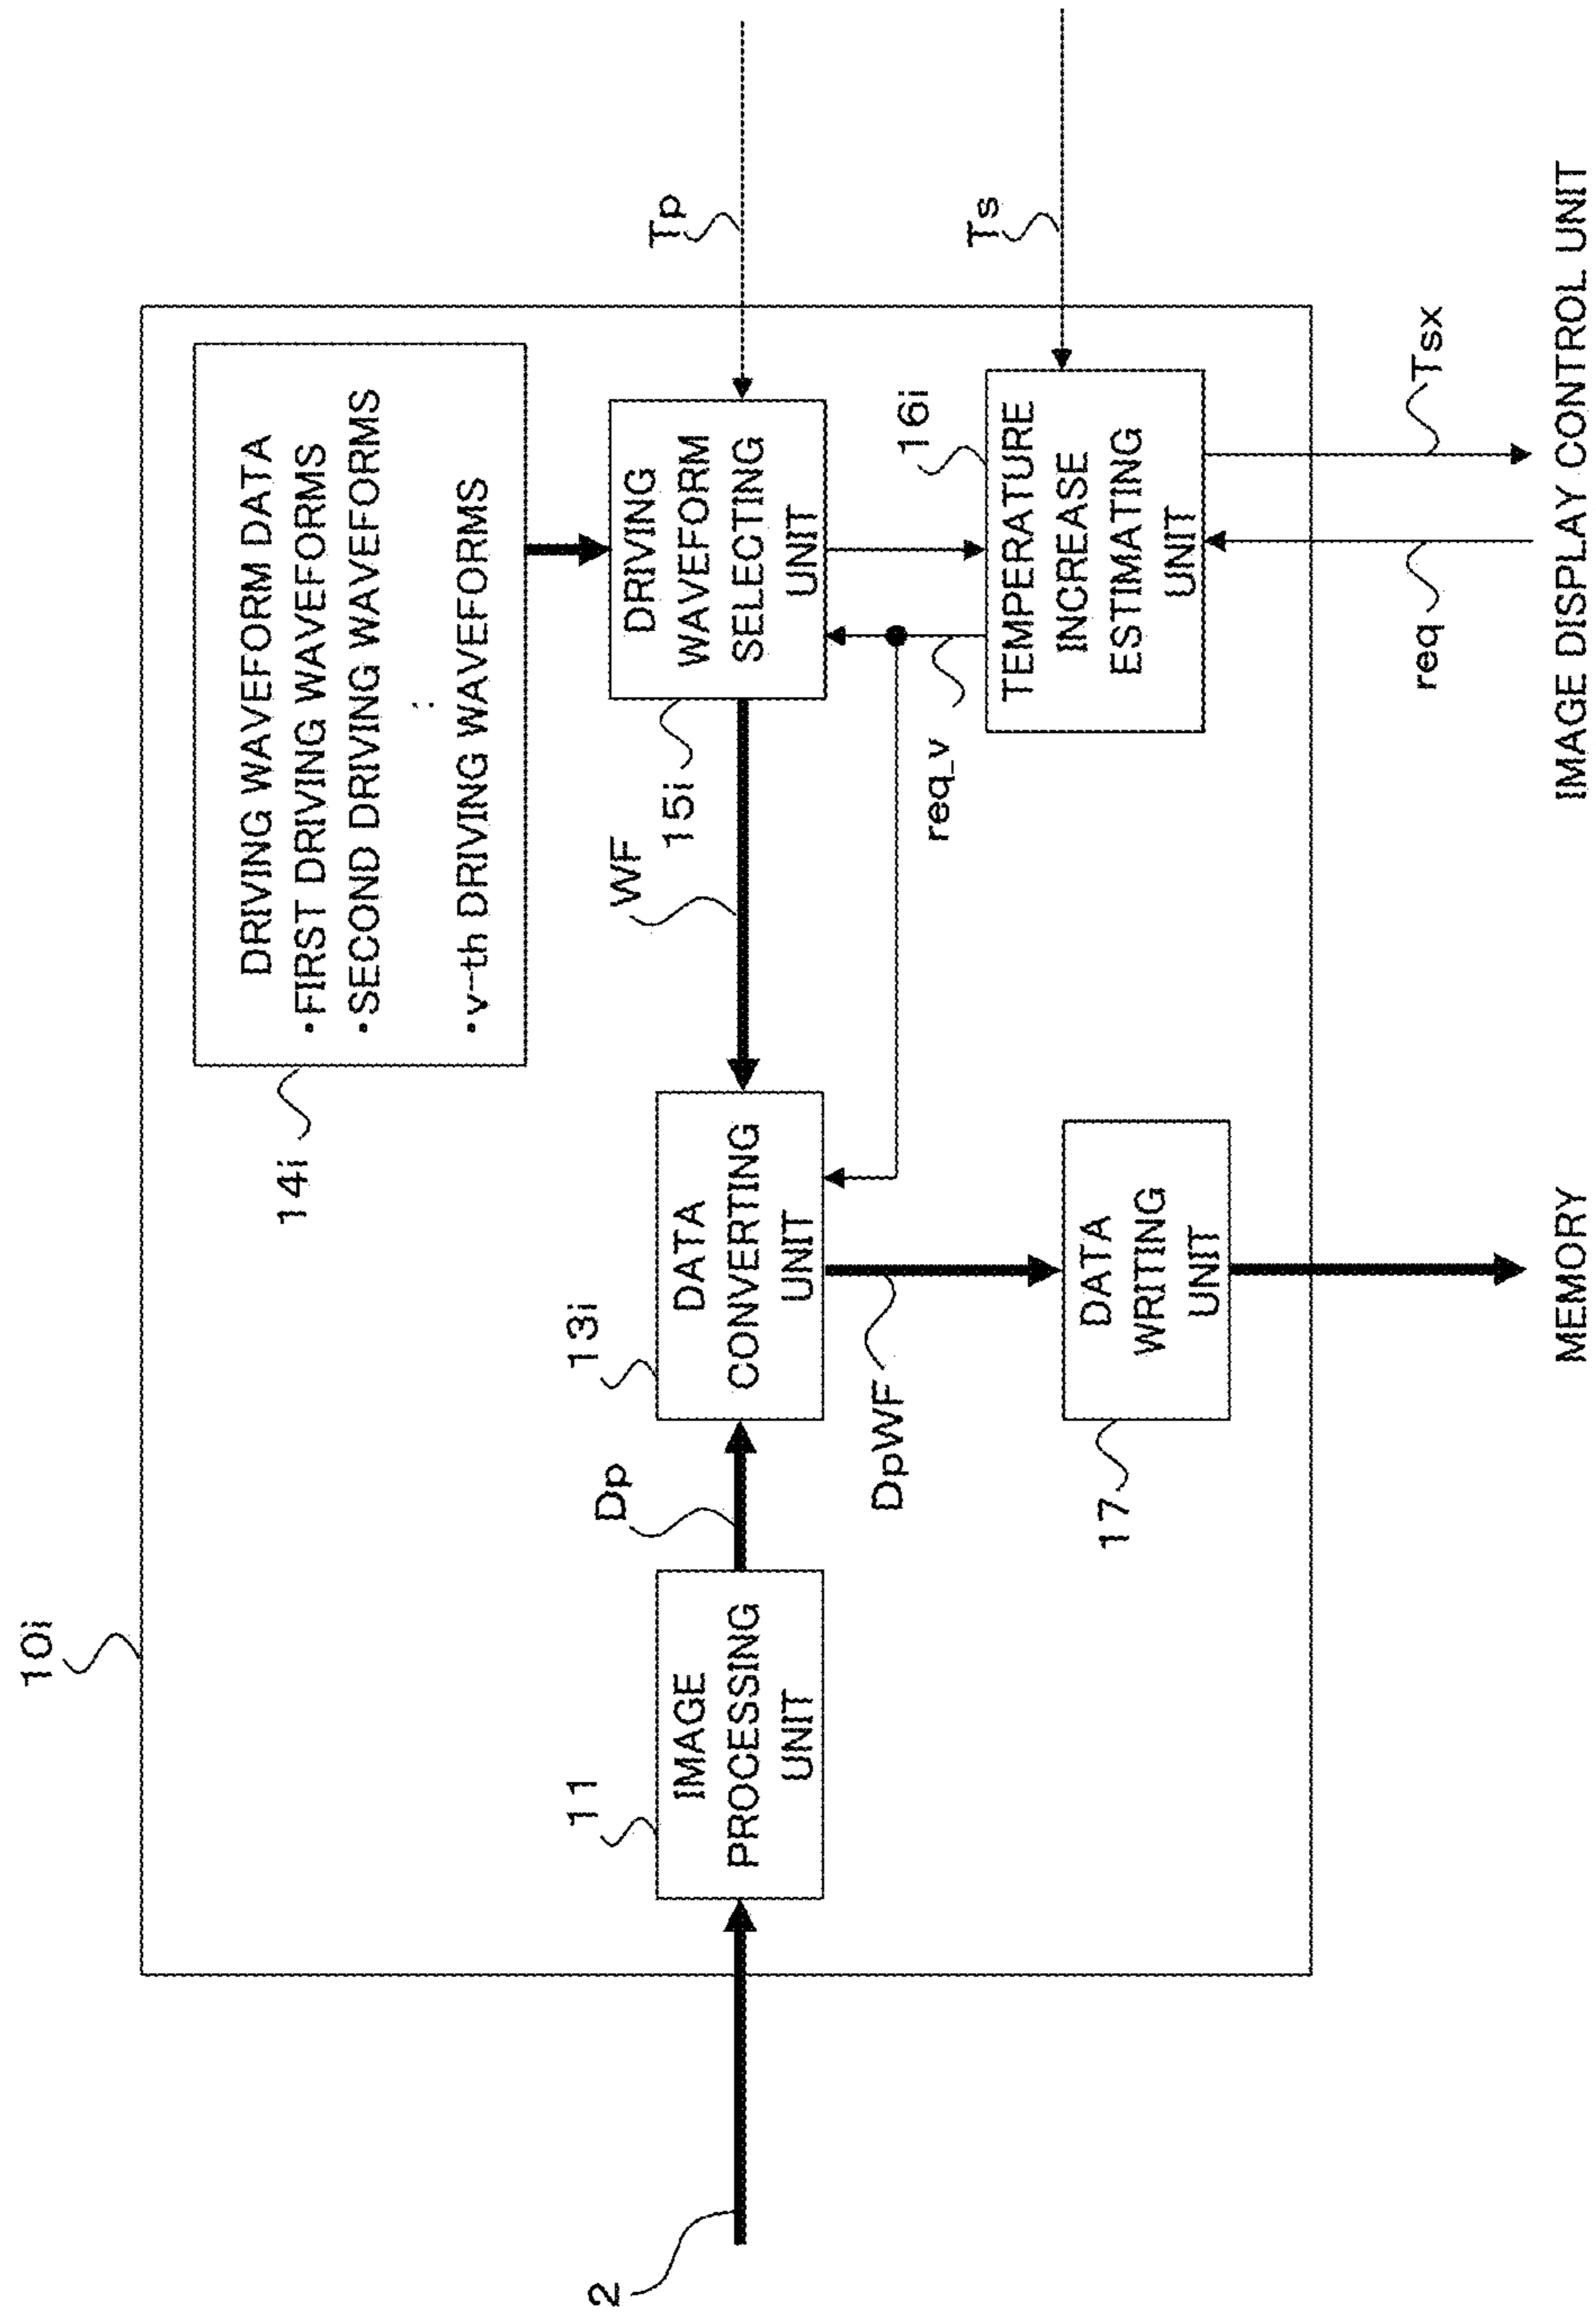 10i
DRIVING WAVEFORM DATA
・FIRST DRIVING WAVEFORMS
・SECOND DRIVING WAVEFORMS
:
・v-th DRIVING WAVEFORMS
14i
2
11
IMAGE
PROCESSING
UNIT
Dp
13i
DATA
CONVERTING
UNIT
WF
15i
DRIVING
WAVEFORM
SELECTING
UNIT
Tp
DpWF
req_v
16i
TEMPERATURE
INCREASE
ESTIMATING
UNIT
Ts
17
DATA
WRITING
UNIT
req
Tsx
MEMORY
IMAGE DISPLAY CONTROL UNIT